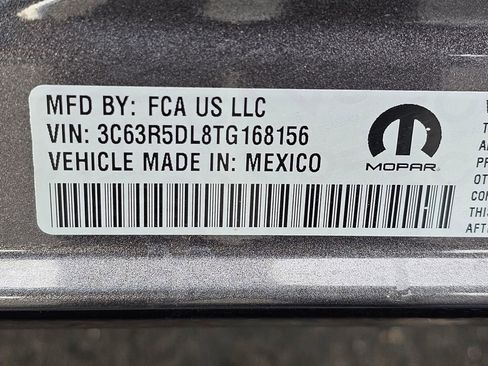 MFD BY: FCA US LLC
VIN: 3C63R5DL8TG168156
VEHICLE MADE IN: MEXICO
MOPAR